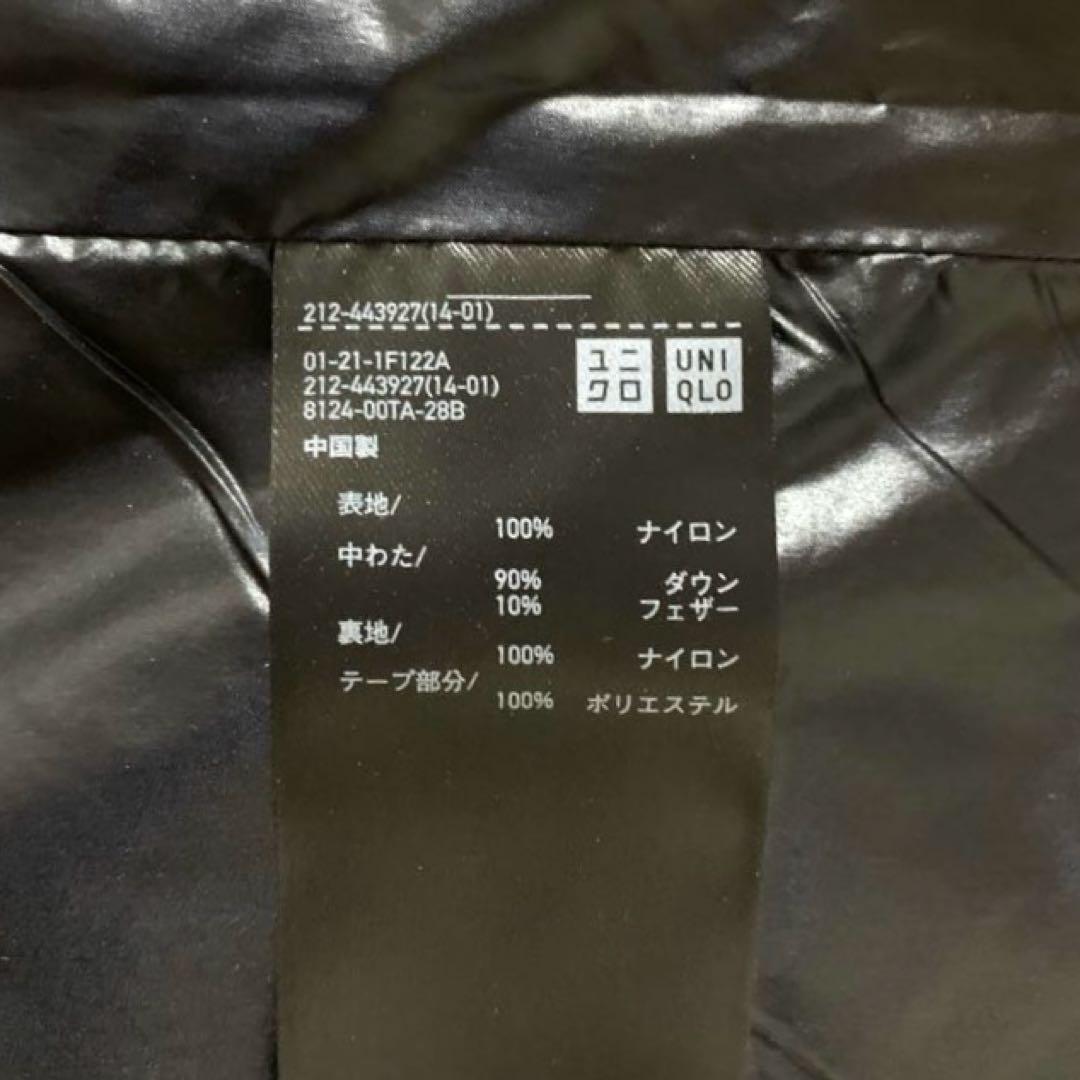 212-443927(14-01)
01-21-1F122A
212-443927(14-01)
8124-00TA-28B
ユニ
クロ
UNI
QLO
中国製
表地/
100% ナイロン
中わた/
90% ダウン
10% フェザー
裏地/
100% ナイロン
テープ部分/
100% ポリエステル